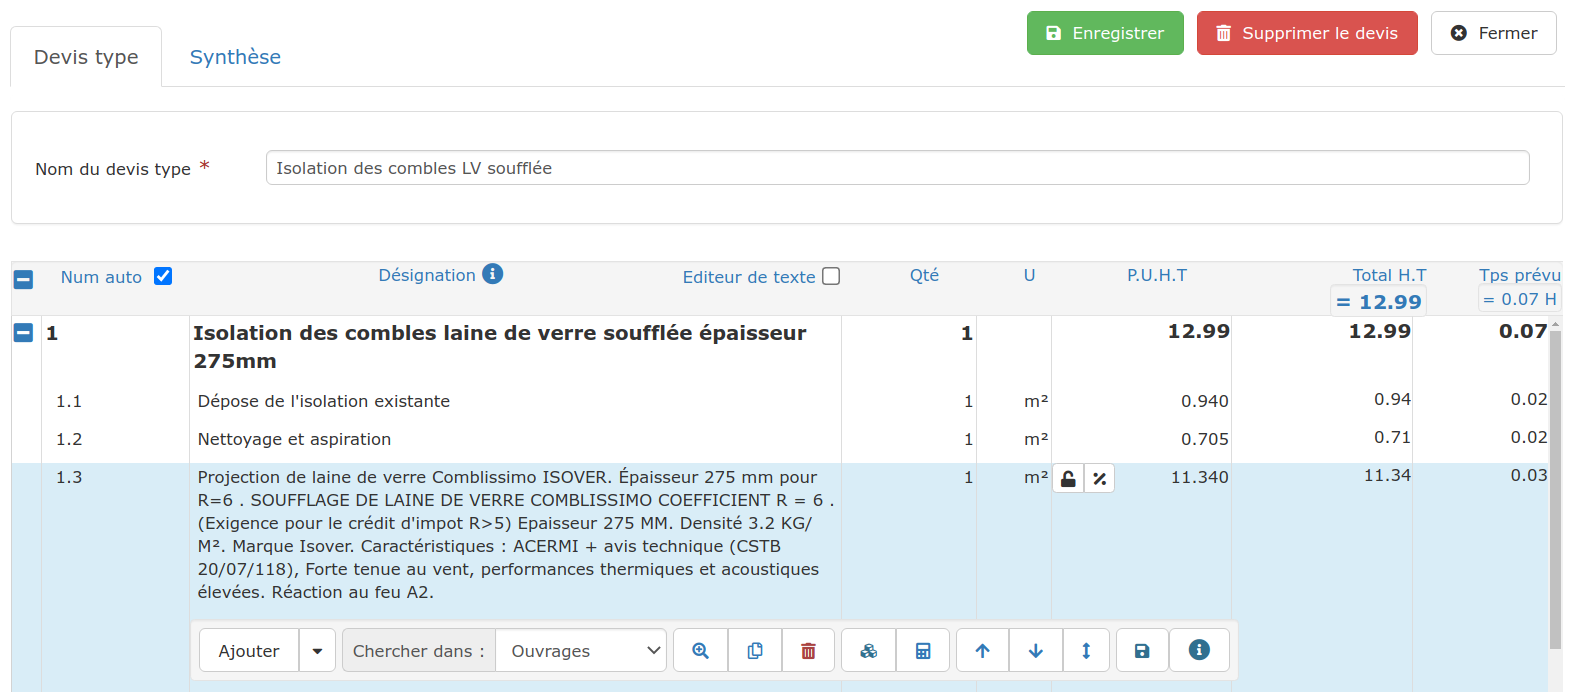 Enregistrer
Supprimer le devis
Fermer
Devis type
Synthèse
Nom du devis type *
Isolation des combles LV soufflée
Num auto
Désignation
Editeur de texte
Qté
U
P.U.H.T
Total H.T
Tps prévu
= 12.99
= 0.07 H
1 Isolation des combles laine de verre soufflée épaisseur 1 12.99 12.99 0.07
275mm
1.1 Dépose de l'isolation existante 1 m² 0.940 0.94 0.02
1.2 Nettoyage et aspiration 1 m² 0.705 0.71 0.02
1.3 Projection de laine de verre Comblissimo ISOVER. Épaisseur 275 mm pour 1 m² 11.340 11.34 0.03
R=6 . SOUFFLAGE DE LAINE DE VERRE COMBLISSIMO COEFFICIENT R = 6 .
(Exigence pour le crédit d'impot R>5) Epaisseur 275 MM. Densité 3.2 KG/
M². Marque Isover. Caractéristiques : ACERMI + avis technique (CSTB
20/07/118), Forte tenue au vent, performances thermiques et acoustiques
élevées. Réaction au feu A2.
Ajouter
Chercher dans :
Ouvrages